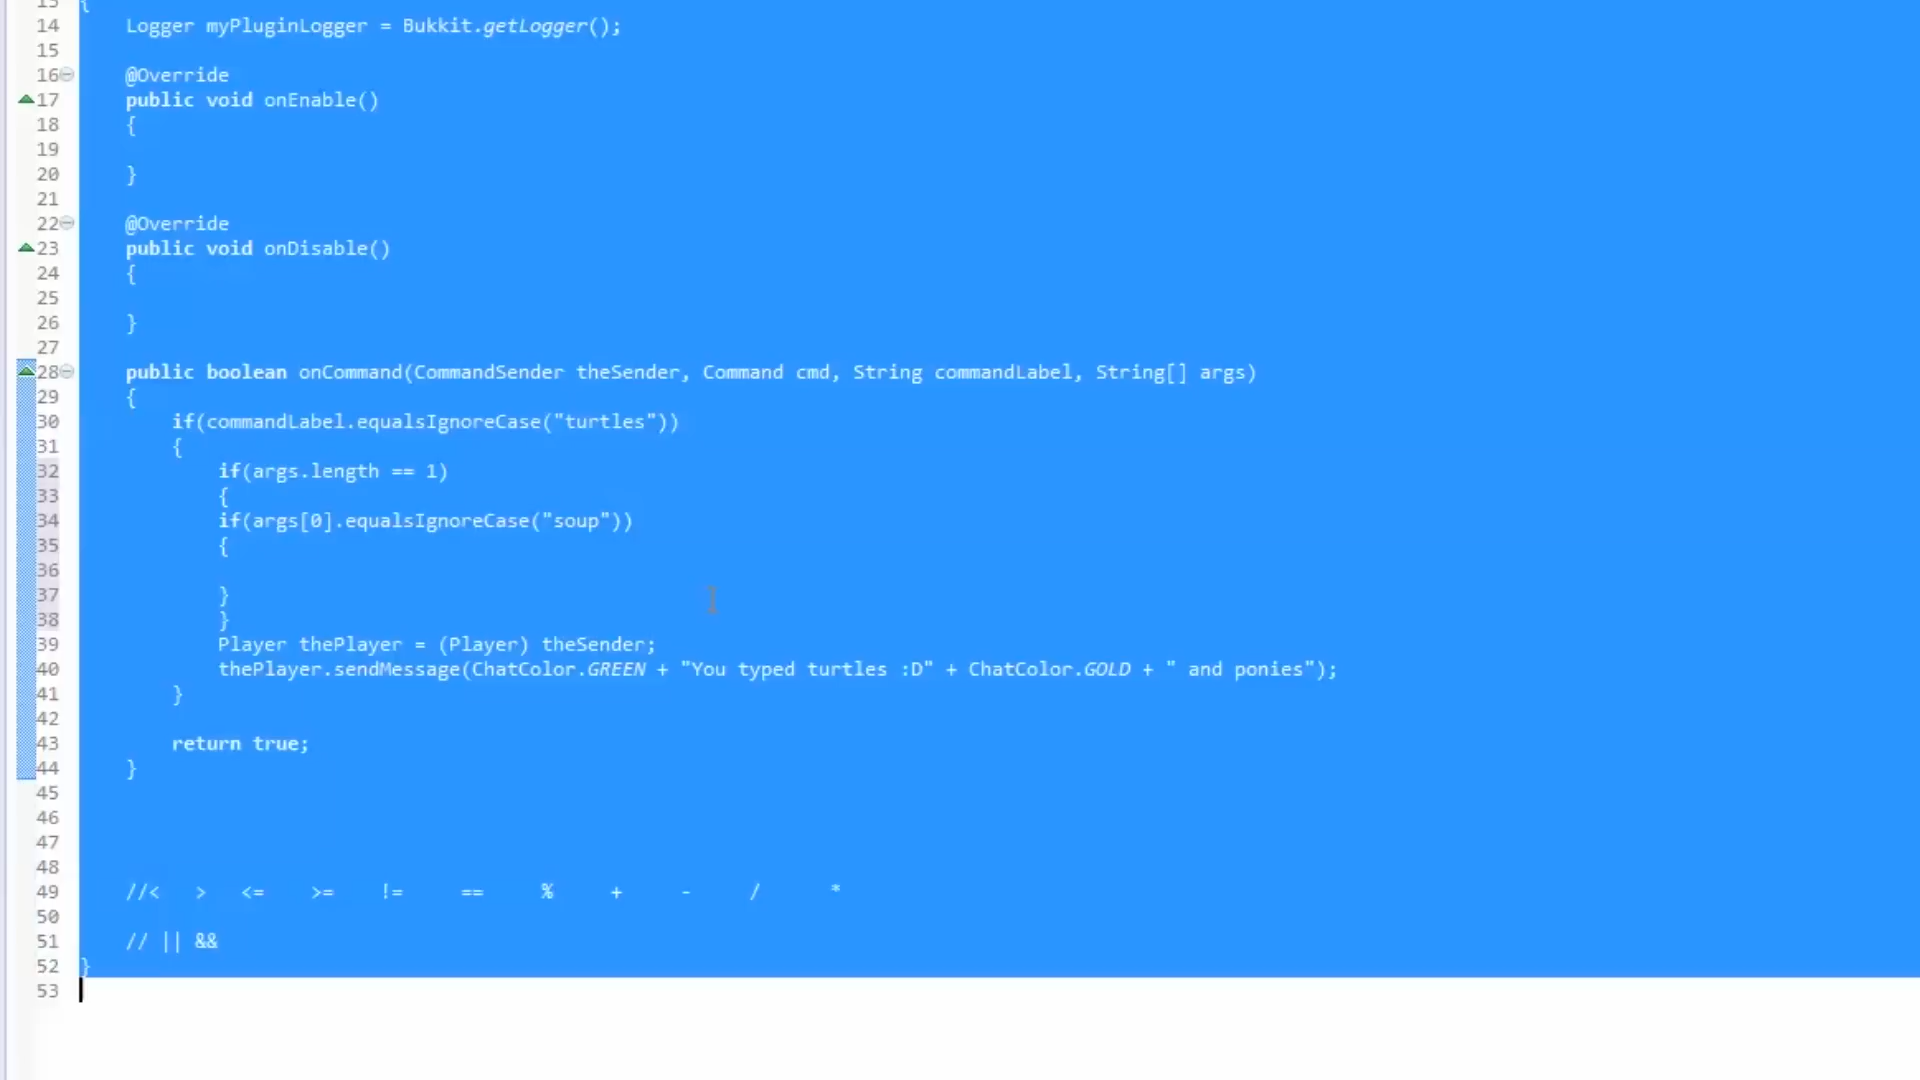 13 {
14 Logger myPluginLogger = Bukkit.getLogger();
15
16 @Override
17 public void onEnable()
18 {
19
20 }
21
22 @Override
23 public void onDisable()
24 {
25
26 }
27
28 public boolean onCommand(CommandSender theSender, Command cmd, String commandLabel, String[] args)
29 {
30 if(commandLabel.equalsIgnoreCase("turtles"))
31 {
32 if(args.length == 1)
33 {
34 if(args[0].equalsIgnoreCase("soup"))
35 {
36
37 }
38 }
39 Player thePlayer = (Player) theSender;
40 thePlayer.sendMessage(ChatColor.GREEN + "You typed turtles :D" + ChatColor.GOLD + " and ponies");
41 }
42
43 return true;
44 }
45
46
47
48
49 //< > <= >= != == % + - / *
50
51 // || &&
52 }
53